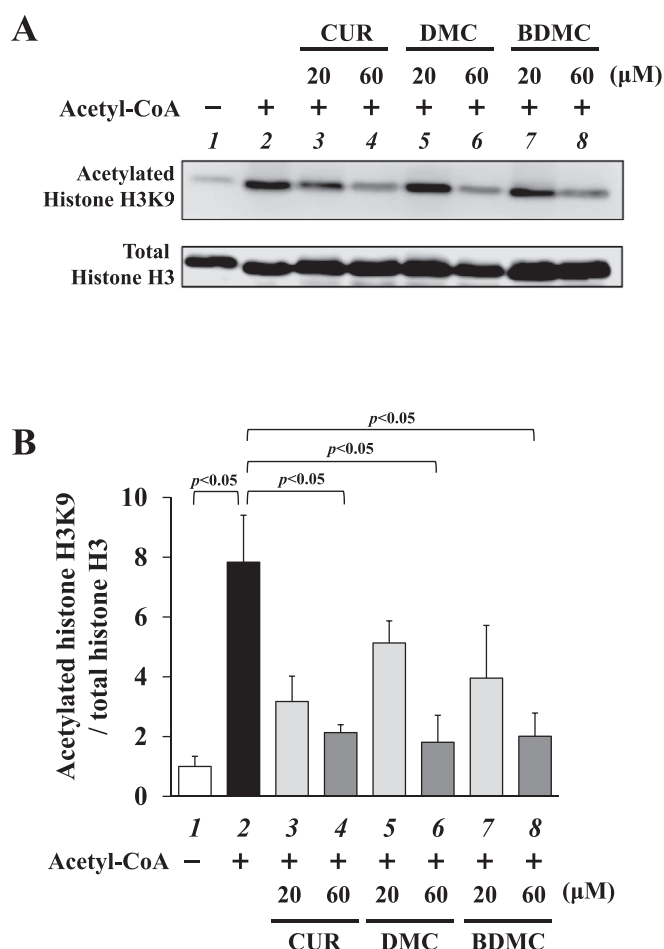 A
CUR DMC BDMC
20 60 20 60 20 60 (μM)
Acetyl-CoA − + + + + + + +
1 2 3 4 5 6 7 8
Acetylated
Histone H3K9
Total
Histone H3
B
p<0.05
p<0.05
p<0.05 p<0.05
Acetylated histone H3K9
/ total histone H3
10
8
6
4
2
0
1 2 3 4 5 6 7 8
Acetyl-CoA − + + + + + + +
20 60 20 60 20 60 (μM)
CUR DMC BDMC